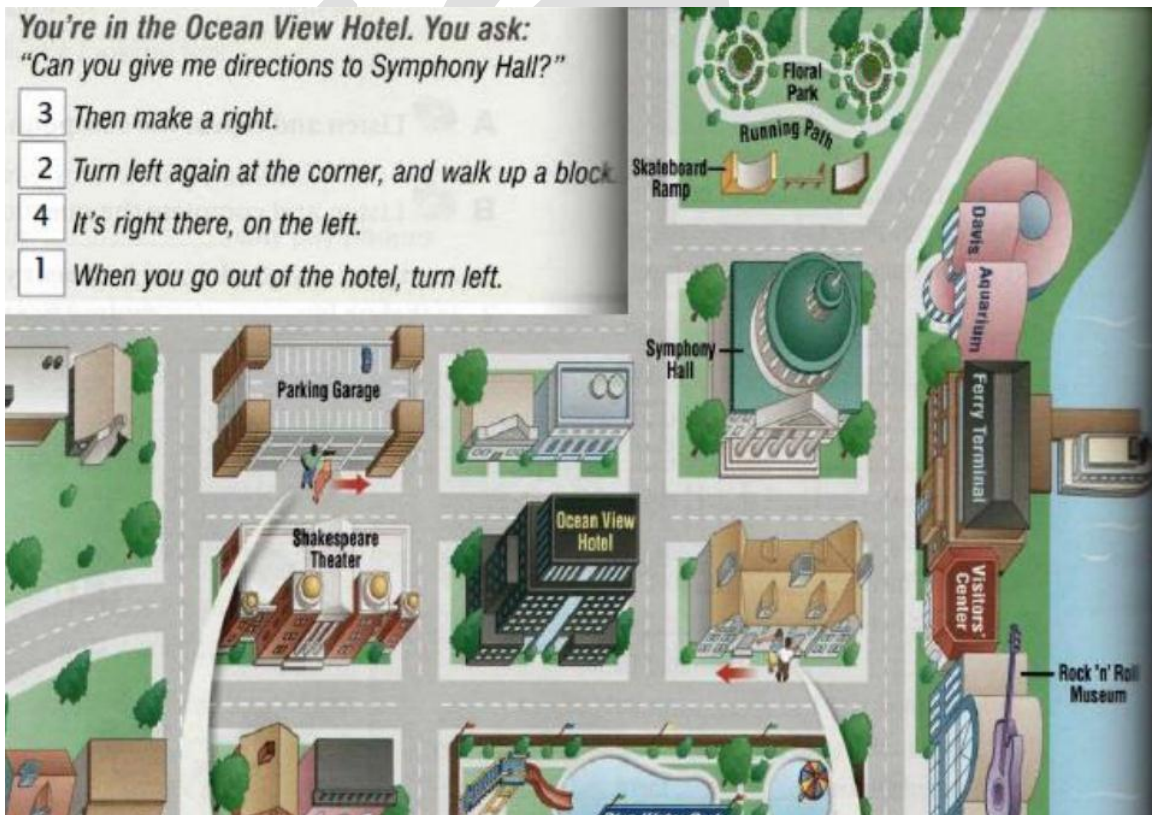 You're in the Ocean View Hotel. You ask:
"Can you give me directions to Symphony Hall?"
3 Then make a right.
2 Turn left again at the corner, and walk up a block.
4 It's right there, on the left.
1 When you go out of the hotel, turn left.
Floral
Park
Running Path
Skateboard
Ramp
Davis
Aquarium
Symphony
Hall
Parking Garage
Ferry Terminal
Ocean View
Hotel
Shakespeare
Theater
Visitors'
Center
Rock 'n' Roll
Museum